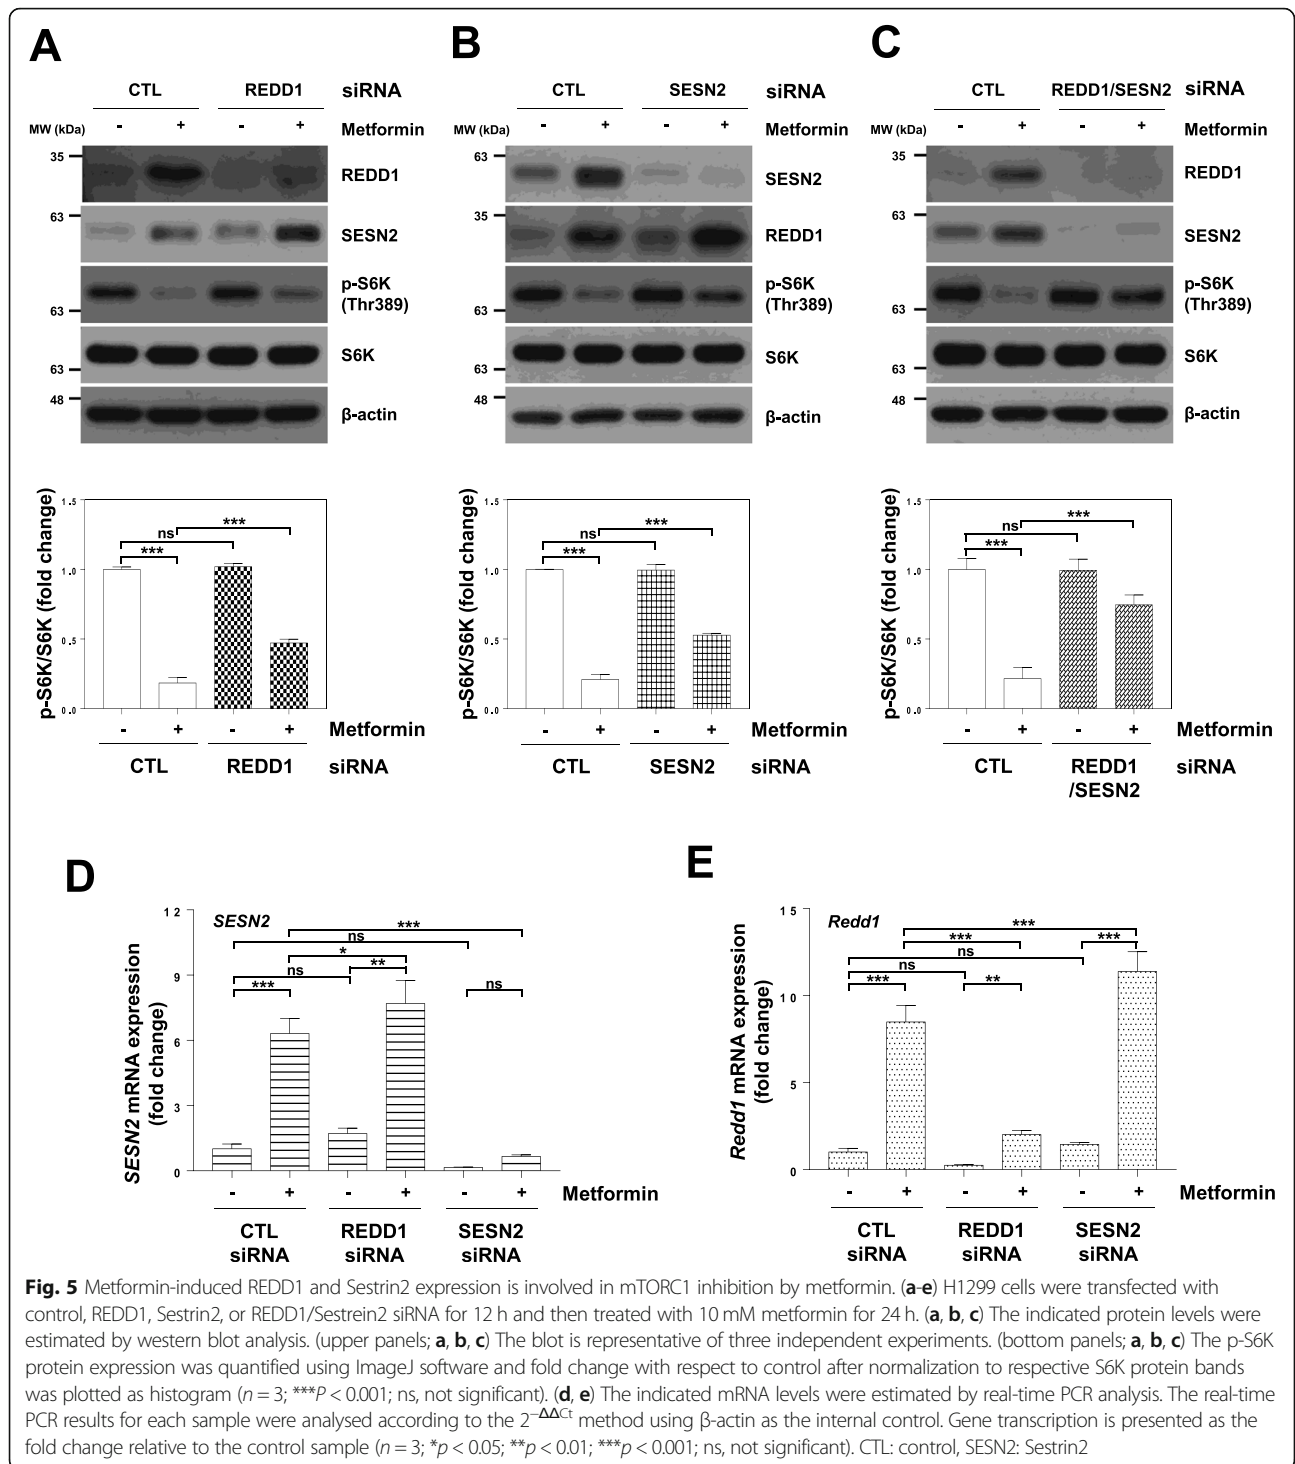 A
CTL REDD1 siRNA
- + - + Metformin
MW (kDa)
35
REDD1
63
SESN2
p-S6K
(Thr389)
63
S6K
63
48
β-actin
p-S6K/S6K (fold change)
1.5
1.0
0.5
0.0
ns
***
***
- + - + Metformin
CTL REDD1 siRNA
B
CTL SESN2 siRNA
- + - + Metformin
MW (kDa)
63
SESN2
35
REDD1
p-S6K
(Thr389)
63
S6K
63
48
β-actin
p-S6K/S6K (fold change)
1.5
1.0
0.5
0.0
ns
***
***
- + - + Metformin
CTL SESN2 siRNA
C
CTL REDD1/SESN2 siRNA
- + - + Metformin
MW (kDa)
35
REDD1
63
SESN2
p-S6K
(Thr389)
63
S6K
63
48
β-actin
p-S6K/S6K (fold change)
1.5
1.0
0.5
0.0
ns
***
***
- + - + Metformin
CTL REDD1
/SESN2
siRNA
D
SESN2 mRNA expression
(fold change)
12
9
6
3
0
SESN2
***
ns
*
ns
**
***
ns
- + - + - + Metformin
CTL REDD1 SESN2
siRNA siRNA siRNA
E
Redd1 mRNA expression
(fold change)
15
10
5
0
Redd1
***
***
***
ns
ns
***
**
- + - + - + Metformin
CTL REDD1 SESN2
siRNA siRNA siRNA
Fig. 5 Metformin-induced REDD1 and Sestrin2 expression is involved in mTORC1 inhibition by metformin. (a-e) H1299 cells were transfected with
control, REDD1, Sestrin2, or REDD1/Sestrein2 siRNA for 12 h and then treated with 10 mM metformin for 24 h. (a, b, c) The indicated protein levels were
estimated by western blot analysis. (upper panels; a, b, c) The blot is representative of three independent experiments. (bottom panels; a, b, c) The p-S6K
protein expression was quantified using ImageJ software and fold change with respect to control after normalization to respective S6K protein bands
was plotted as histogram (n = 3; ***P < 0.001; ns, not significant). (d, e) The indicated mRNA levels were estimated by real-time PCR analysis. The real-time
PCR results for each sample were analysed according to the 2−ΔΔCt method using β-actin as the internal control. Gene transcription is presented as the
fold change relative to the control sample (n = 3; *p < 0.05; **p < 0.01; ***p < 0.001; ns, not significant). CTL: control, SESN2: Sestrin2